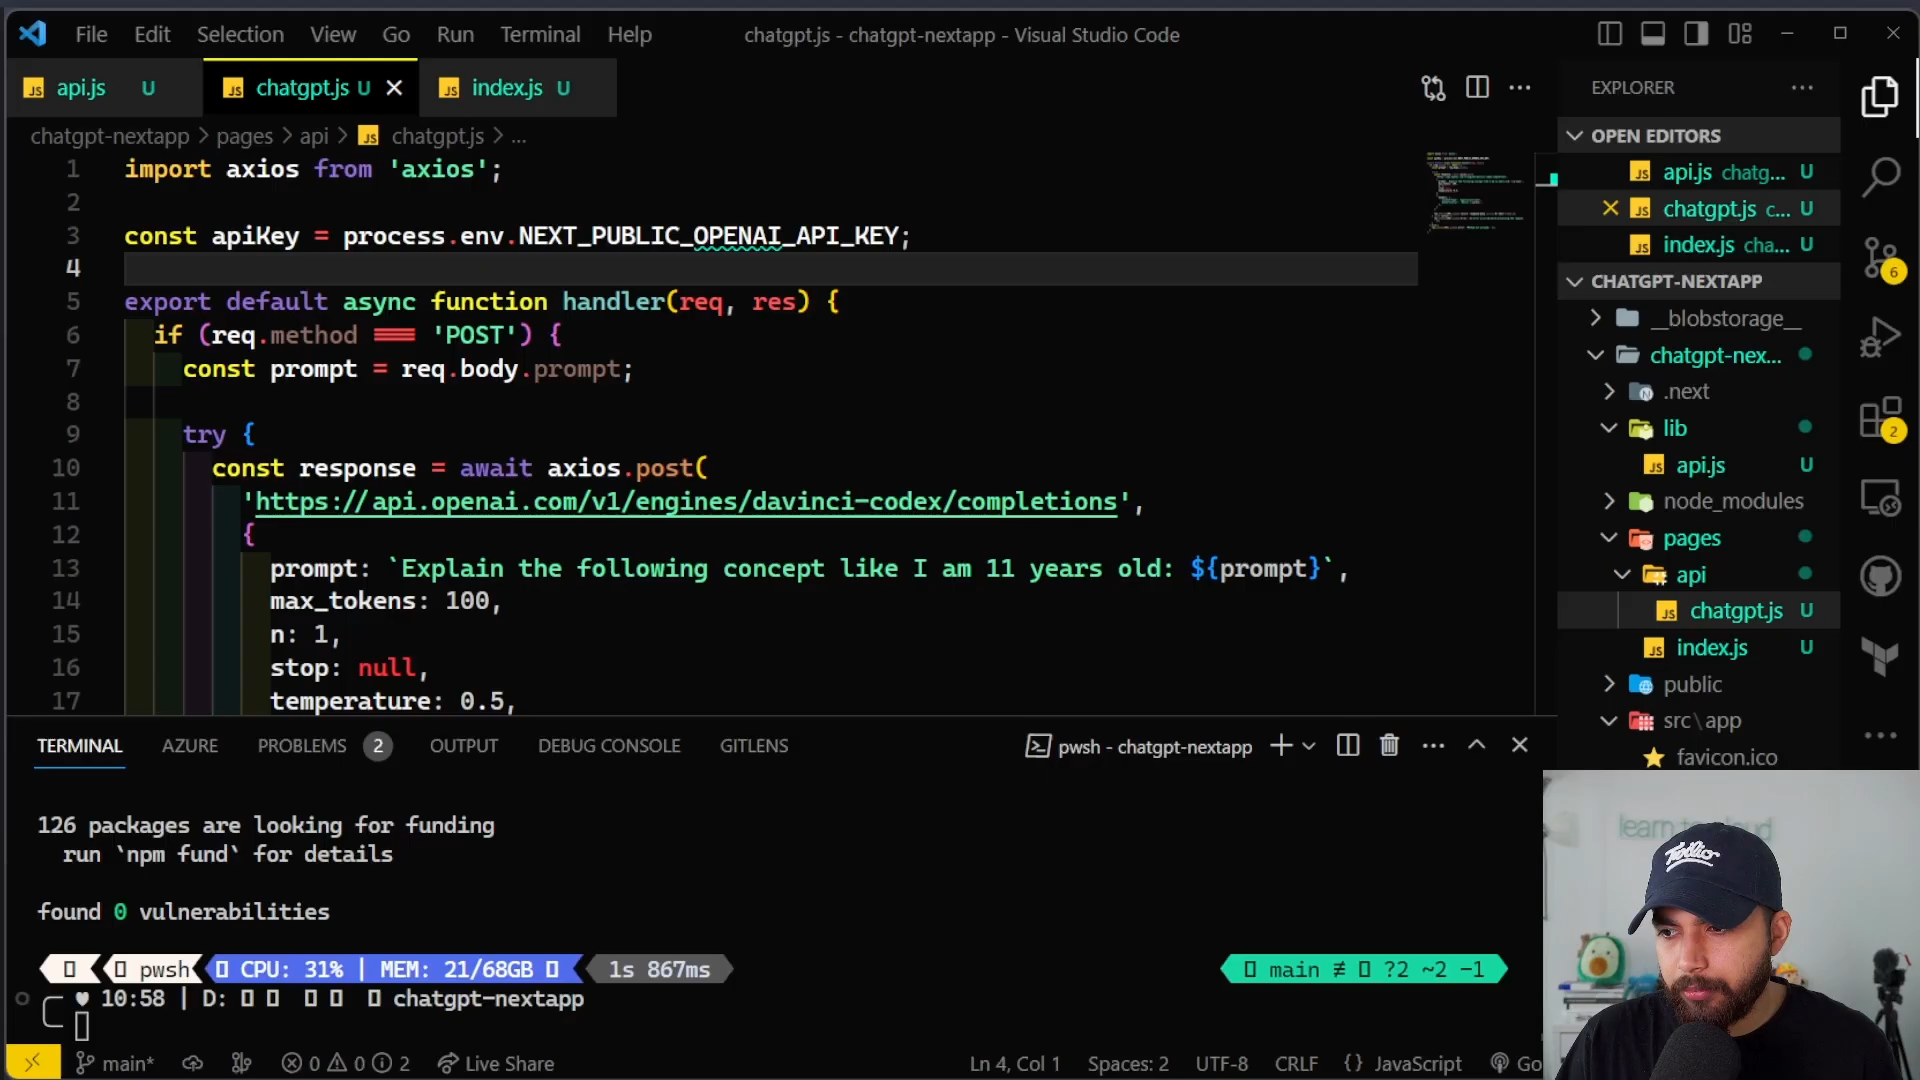 File Edit Selection View Go Run Terminal Help
chatgpt.js - chatgpt-nextapp - Visual Studio Code
api.js U
chatgpt.js U
index.js U
chatgpt-nextapp > pages > api > chatgpt.js > ...
1 import axios from 'axios';
2
3 const apiKey = process.env.NEXT_PUBLIC_OPENAI_API_KEY;
4
5 export default async function handler(req, res) {
6 if (req.method === 'POST') {
7 const prompt = req.body.prompt;
8
9 try {
10 const response = await axios.post(
11 'https://api.openai.com/v1/engines/davinci-codex/completions',
12 {
13 prompt: `Explain the following concept like I am 11 years old: ${prompt}`,
14 max_tokens: 100,
15 n: 1,
16 stop: null,
17 temperature: 0.5,
EXPLORER
OPEN EDITORS
api.js chatg... U
chatgpt.js c... U
index.js cha... U
CHATGPT-NEXTAPP
__blobstorage__
chatgpt-nex...
.next
lib
api.js U
node_modules
pages
api
chatgpt.js U
index.js U
public
src\app
favicon.ico
6
2
TERMINAL AZURE PROBLEMS 2 OUTPUT DEBUG CONSOLE GITLENS
pwsh - chatgpt-nextapp
126 packages are looking for funding
run `npm fund` for details
found 0 vulnerabilities
pwsh CPU: 31% | MEM: 21/68GB 1s 867ms
main ≢ ?2 ~2 -1
10:58 | D: chatgpt-nextapp
main* 0 0 2 Live Share
Ln 4, Col 1 Spaces: 2 UTF-8 CRLF {} JavaScript Go
learn to cloud
Twilio